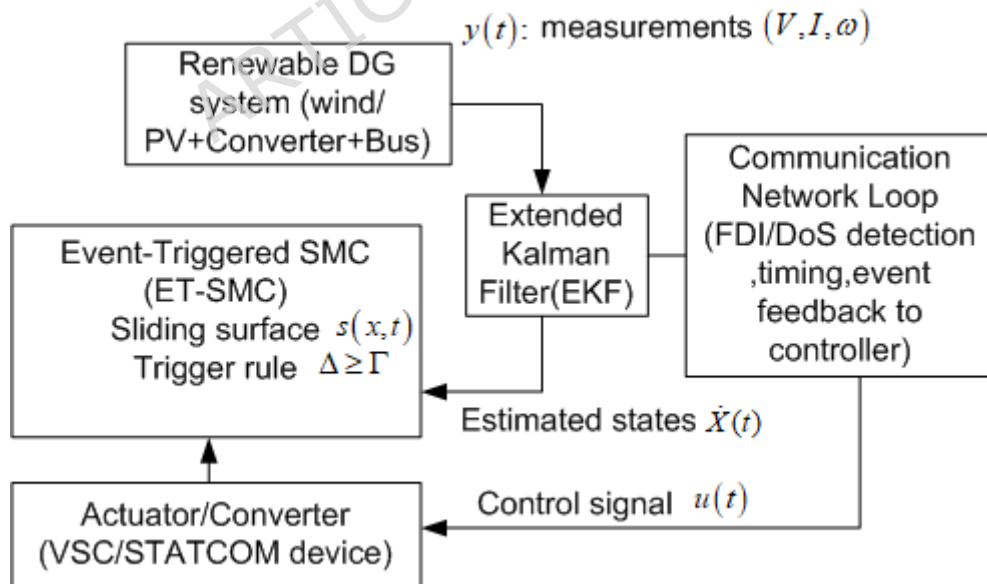 y(t): measurements (V,I,ω)
Renewable DG
system (wind/
PV+Converter+Bus)
Communication
Network Loop
(FDI/DoS detection
,timing,event
feedback to
controller)
Extended
Kalman
Filter(EKF)
Event-Triggered SMC
(ET-SMC)
Sliding surface s(x,t)
Trigger rule Δ ≥ Γ
Estimated states Ẋ(t)
Control signal u(t)
Actuator/Converter
(VSC/STATCOM device)
ARTIC